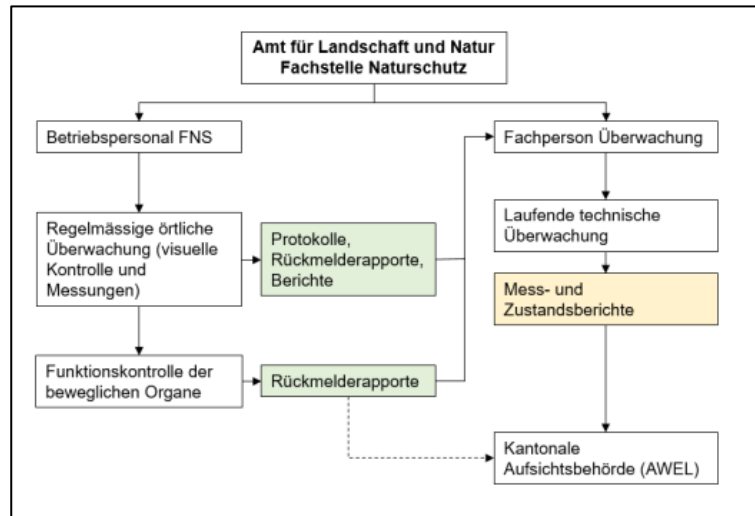 Amt für Landschaft und Natur
Fachstelle Naturschutz
Betriebspersonal FNS
Fachperson Überwachung
Regelmässige örtliche
Überwachung (visuelle
Kontrolle und
Messungen)
Protokolle,
Rückmelderapporte,
Berichte
Laufende technische
Überwachung
Mess- und
Zustandsberichte
Funktionskontrolle der
beweglichen Organe
Rückmelderapporte
Kantonale
Aufsichtsbehörde (AWEL)